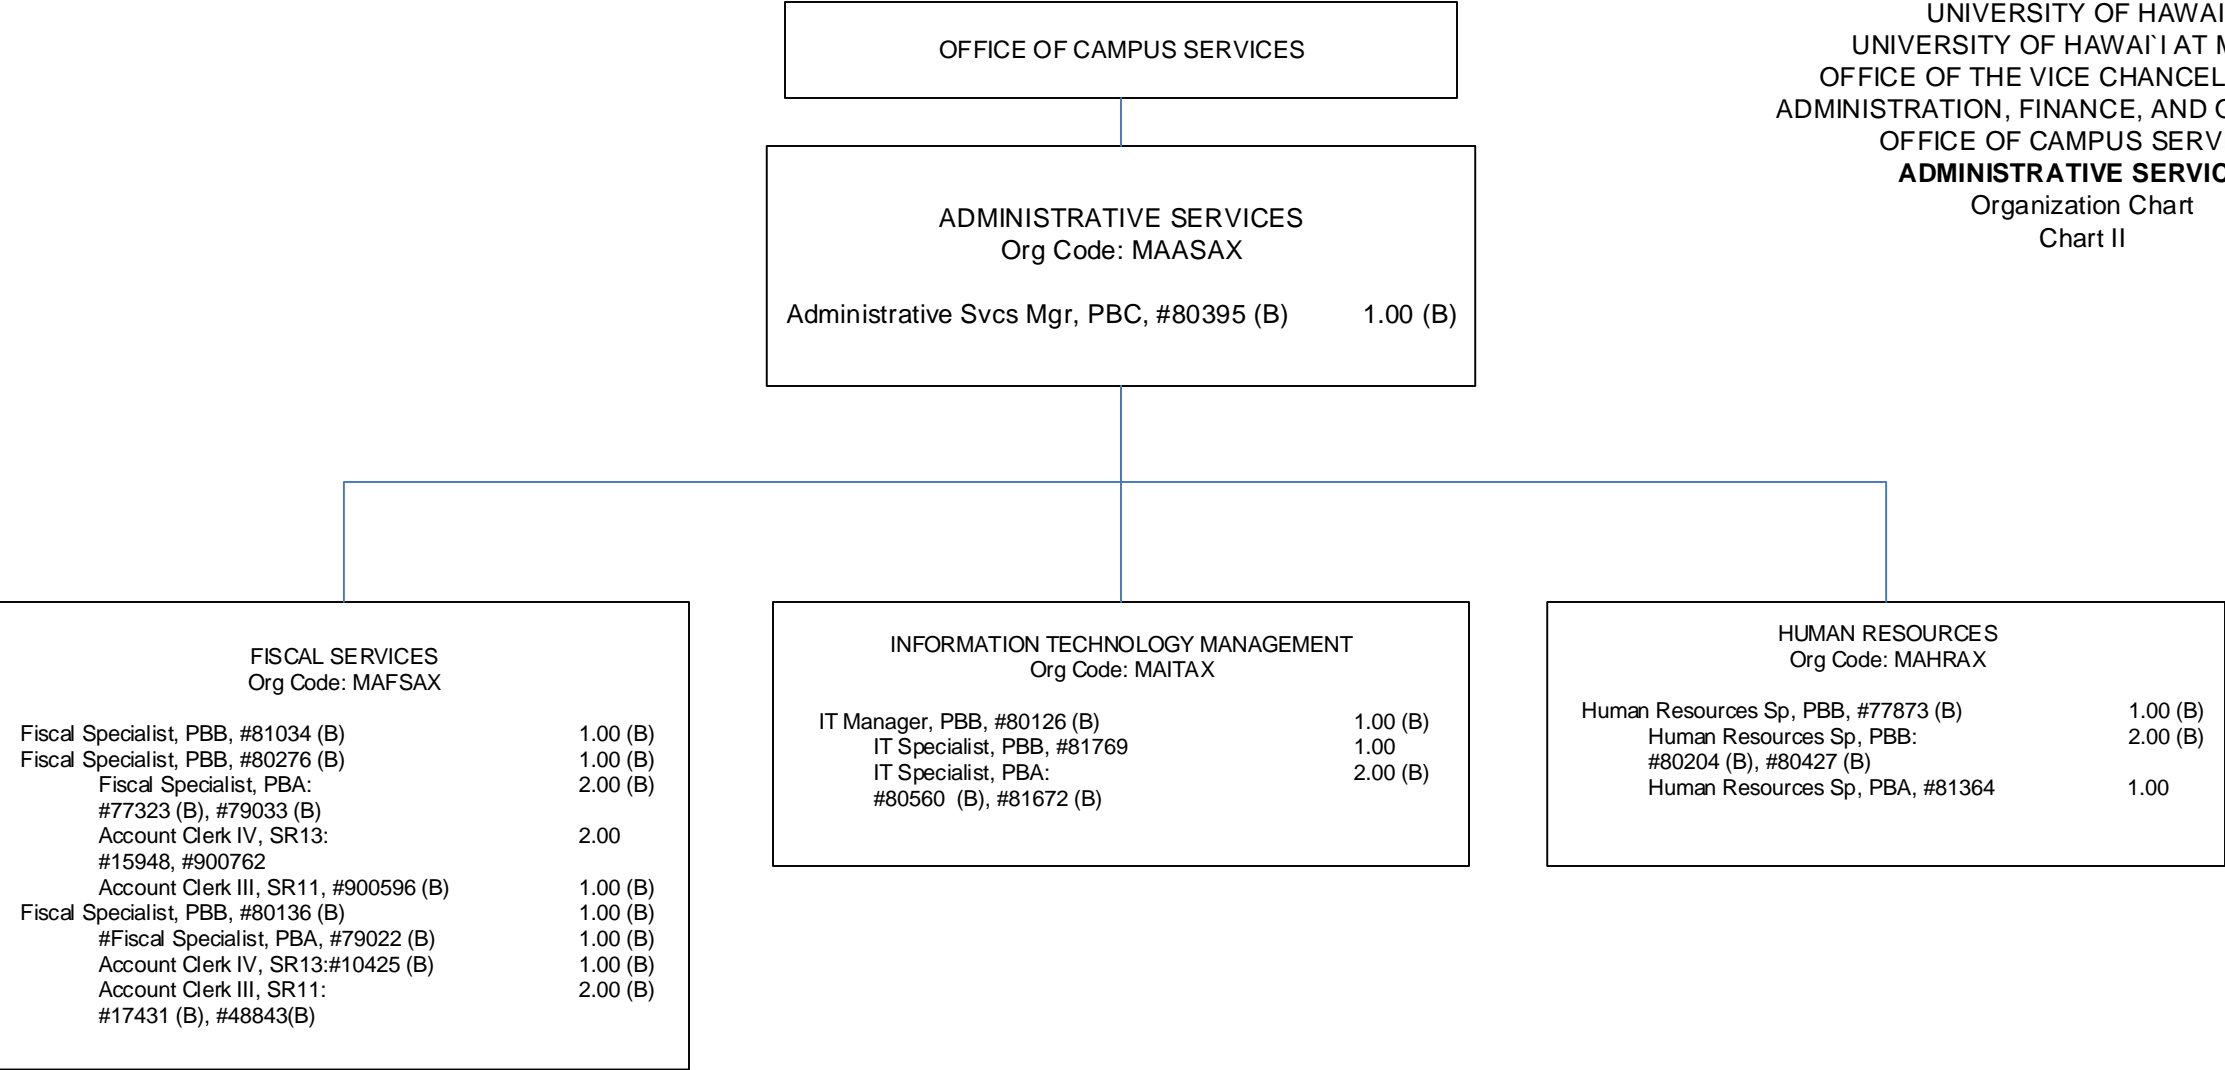 OFFICE OF CAMPUS SERVICES
UNIVERSITY OF HAWAI
UNIVERSITY OF HAWAI`I AT
OFFICE OF THE VICE
ADMINISTRATION, FINANCE, AND
OFFICE OF CAMPUS
ADMINISTRATIVE
Organization Chart
Chart II
ADMINISTRATIVE SERVICES
Org Code: MAASAX
Administrative Svcs Mgr, PBC, #80395 (B) 1.00 (B)
FISCAL SERVICES
Org Code: MAFSAX
Fiscal Specialist, PBB, #81034 (B) 1.00 (B)
Fiscal Specialist, PBB, #80276 (B) 1.00 (B)
Fiscal Specialist, PBA: 2.00 (B)
#77323 (B), #79033 (B)
Account Clerk IV, SR13: 2.00
#15948, #900762
Account Clerk III, SR11, #900596 (B) 1.00 (B)
Fiscal Specialist, PBB, #80136 (B) 1.00 (B)
#Fiscal Specialist, PBA, #79022 (B) 1.00 (B)
Account Clerk IV, SR13:#10425 (B) 1.00 (B)
Account Clerk III, SR11: 2.00 (B)
#17431 (B), #48843(B)
INFORMATION TECHNOLOGY MANAGEMENT
Org Code: MAITAX
IT Manager, PBB, #80126 (B) 1.00 (B)
IT Specialist, PBB, #81769 1.00
IT Specialist, PBA: 2.00 (B)
#80560 (B), #81672 (B)
HUMAN RESOURCES
Org Code: MAHRAX
Human Resources Sp, PBB, #77873 (B) 1.00 (B)
Human Resources Sp, PBB: 2.00 (B)
#80204 (B), #80427 (B)
Human Resources Sp, PBA, #81364 1.00